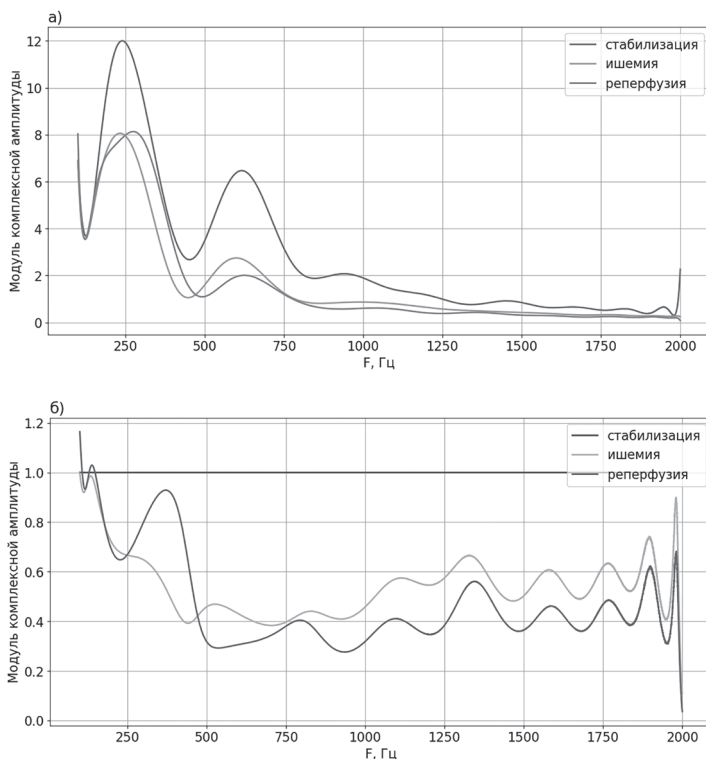 а)
Модуль комплексной амплитуды
12
10
8
6
4
2
0
стабилизация
ишемия
реперфузия
250 500 750 1000 1250 1500 1750 2000
F, Гц
б)
Модуль комплексной амплитуды
1.2
1.0
0.8
0.6
0.4
0.2
0.0
стабилизация
ишемия
реперфузия
250 500 750 1000 1250 1500 1750 2000
F, Гц